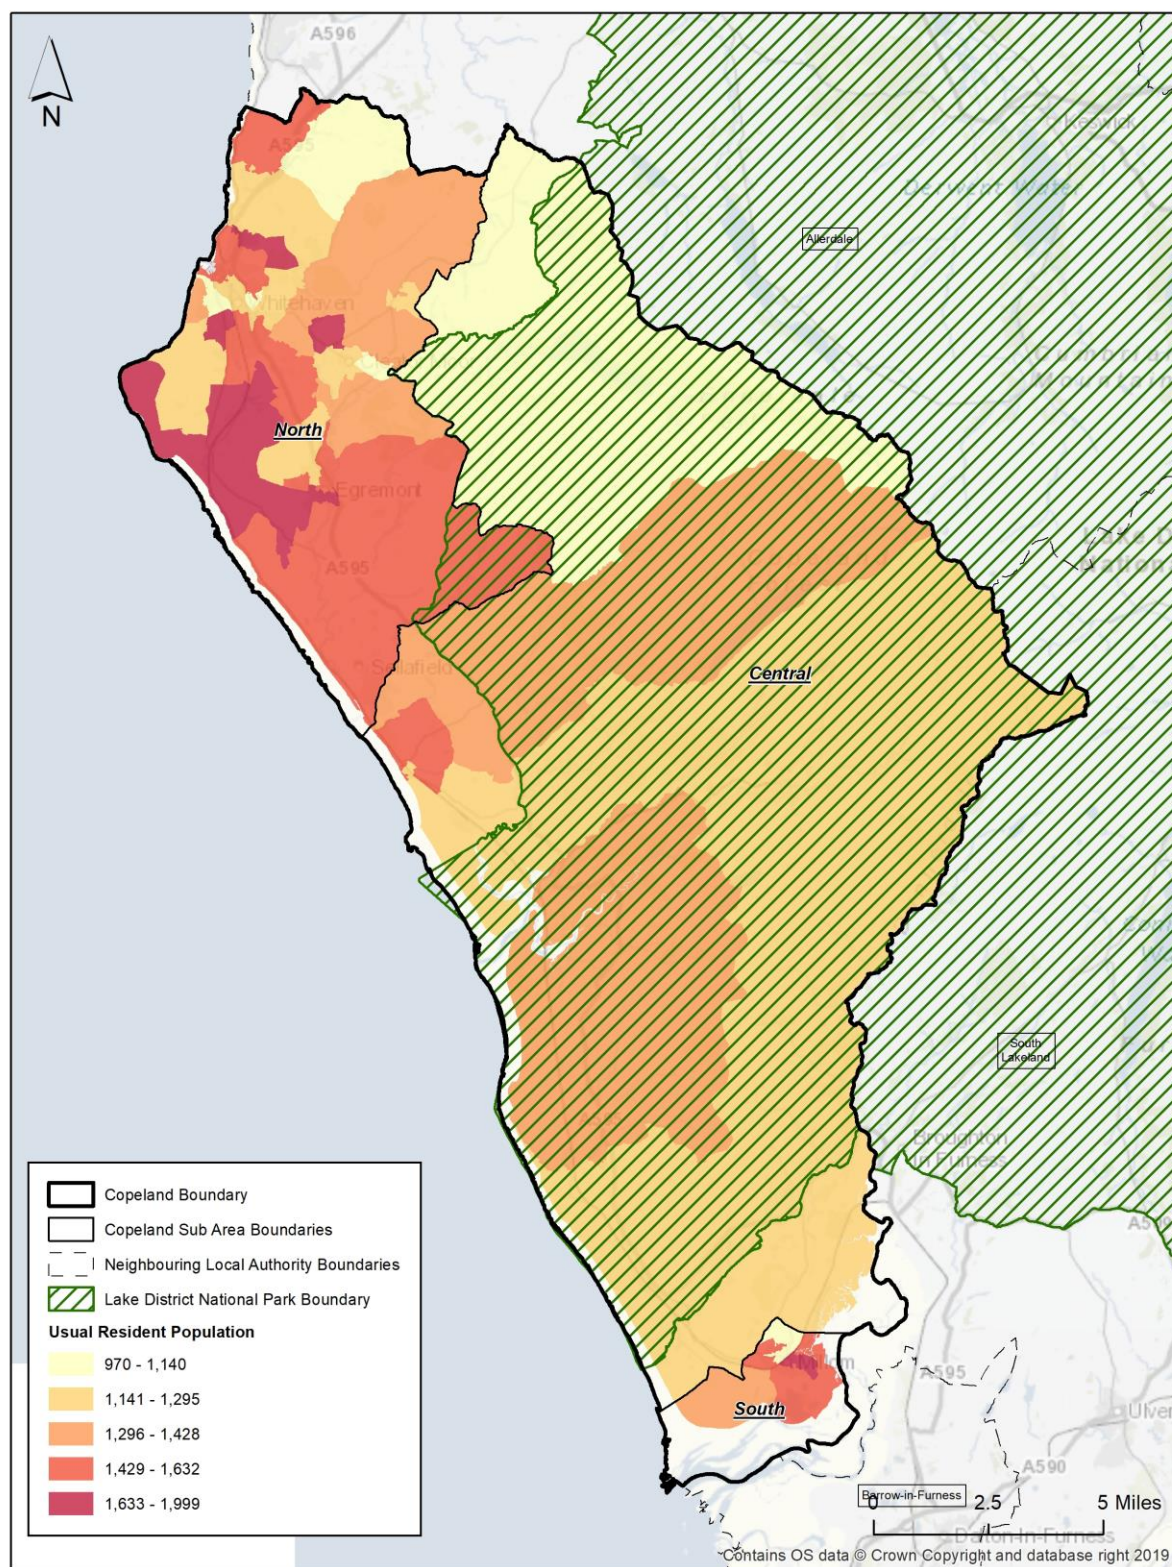 A596
N
Keswick
A595
Derwent Water
Allerdale
Whitehaven
North
Egremont
A595
Sellafield
Central
South
Lakeland
Broughton
in Furness
Millom
A595
South
A590
Barrow-in-Furness
0 2.5 5 Miles
Dalton-In-Furness
Contains OS data © Crown Copyright and database right 2019
Copeland Boundary
Copeland Sub Area Boundaries
Neighbouring Local Authority Boundaries
Lake District National Park Boundary
Usual Resident Population
970 - 1,140
1,141 - 1,295
1,296 - 1,428
1,429 - 1,632
1,633 - 1,999